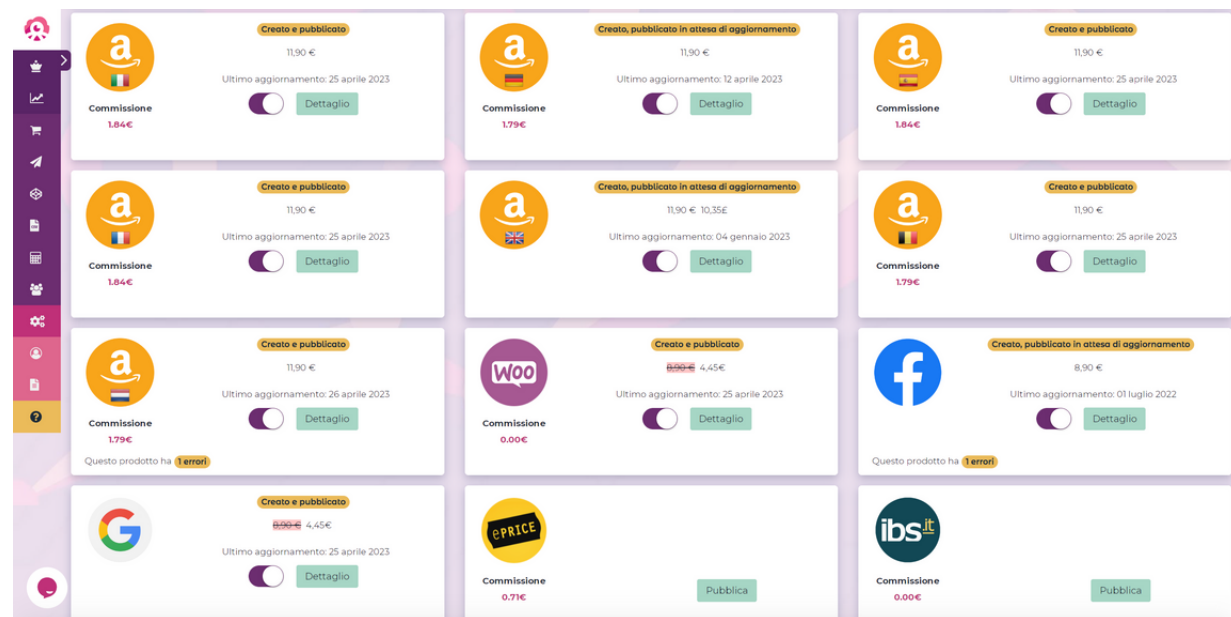 Creato e pubblicato
11,90 €
Ultimo aggiornamento: 25 aprile 2023
Commissione
Dettaglio
1.84€
Creato, pubblicato in attesa di aggiornamento
11,90 €
Ultimo aggiornamento: 12 aprile 2023
Commissione
Dettaglio
1.79€
Creato e pubblicato
11,90 €
Ultimo aggiornamento: 25 aprile 2023
Commissione
Dettaglio
1.84€
Creato e pubblicato
11,90 €
Ultimo aggiornamento: 25 aprile 2023
Commissione
Dettaglio
1.84€
Creato, pubblicato in attesa di aggiornamento
11,90 € 10,35£
Ultimo aggiornamento: 04 gennaio 2023
Dettaglio
Creato e pubblicato
11,90 €
Ultimo aggiornamento: 25 aprile 2023
Commissione
Dettaglio
1.79€
Creato e pubblicato
11,90 €
Ultimo aggiornamento: 26 aprile 2023
Commissione
Dettaglio
1.79€
Questo prodotto ha 1 errori
WOO
Creato e pubblicato
8,90 € 4,45€
Ultimo aggiornamento: 25 aprile 2023
Commissione
Dettaglio
0.00€
Creato, pubblicato in attesa di aggiornamento
8,90 €
Ultimo aggiornamento: 01 luglio 2022
Dettaglio
Questo prodotto ha 1 errori
Creato e pubblicato
8,90 € 4,45€
Ultimo aggiornamento: 25 aprile 2023
Dettaglio
ePRICE
Commissione
0.71€
Pubblica
ibs.it
Commissione
0.00€
Pubblica